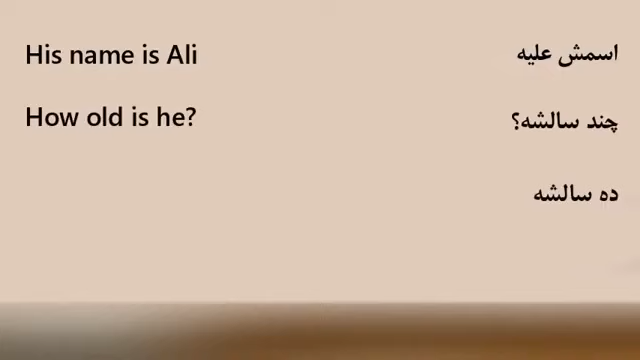 His name is Ali
اسمش علیه
How old is he?
چند سالشه؟
ده سالشه